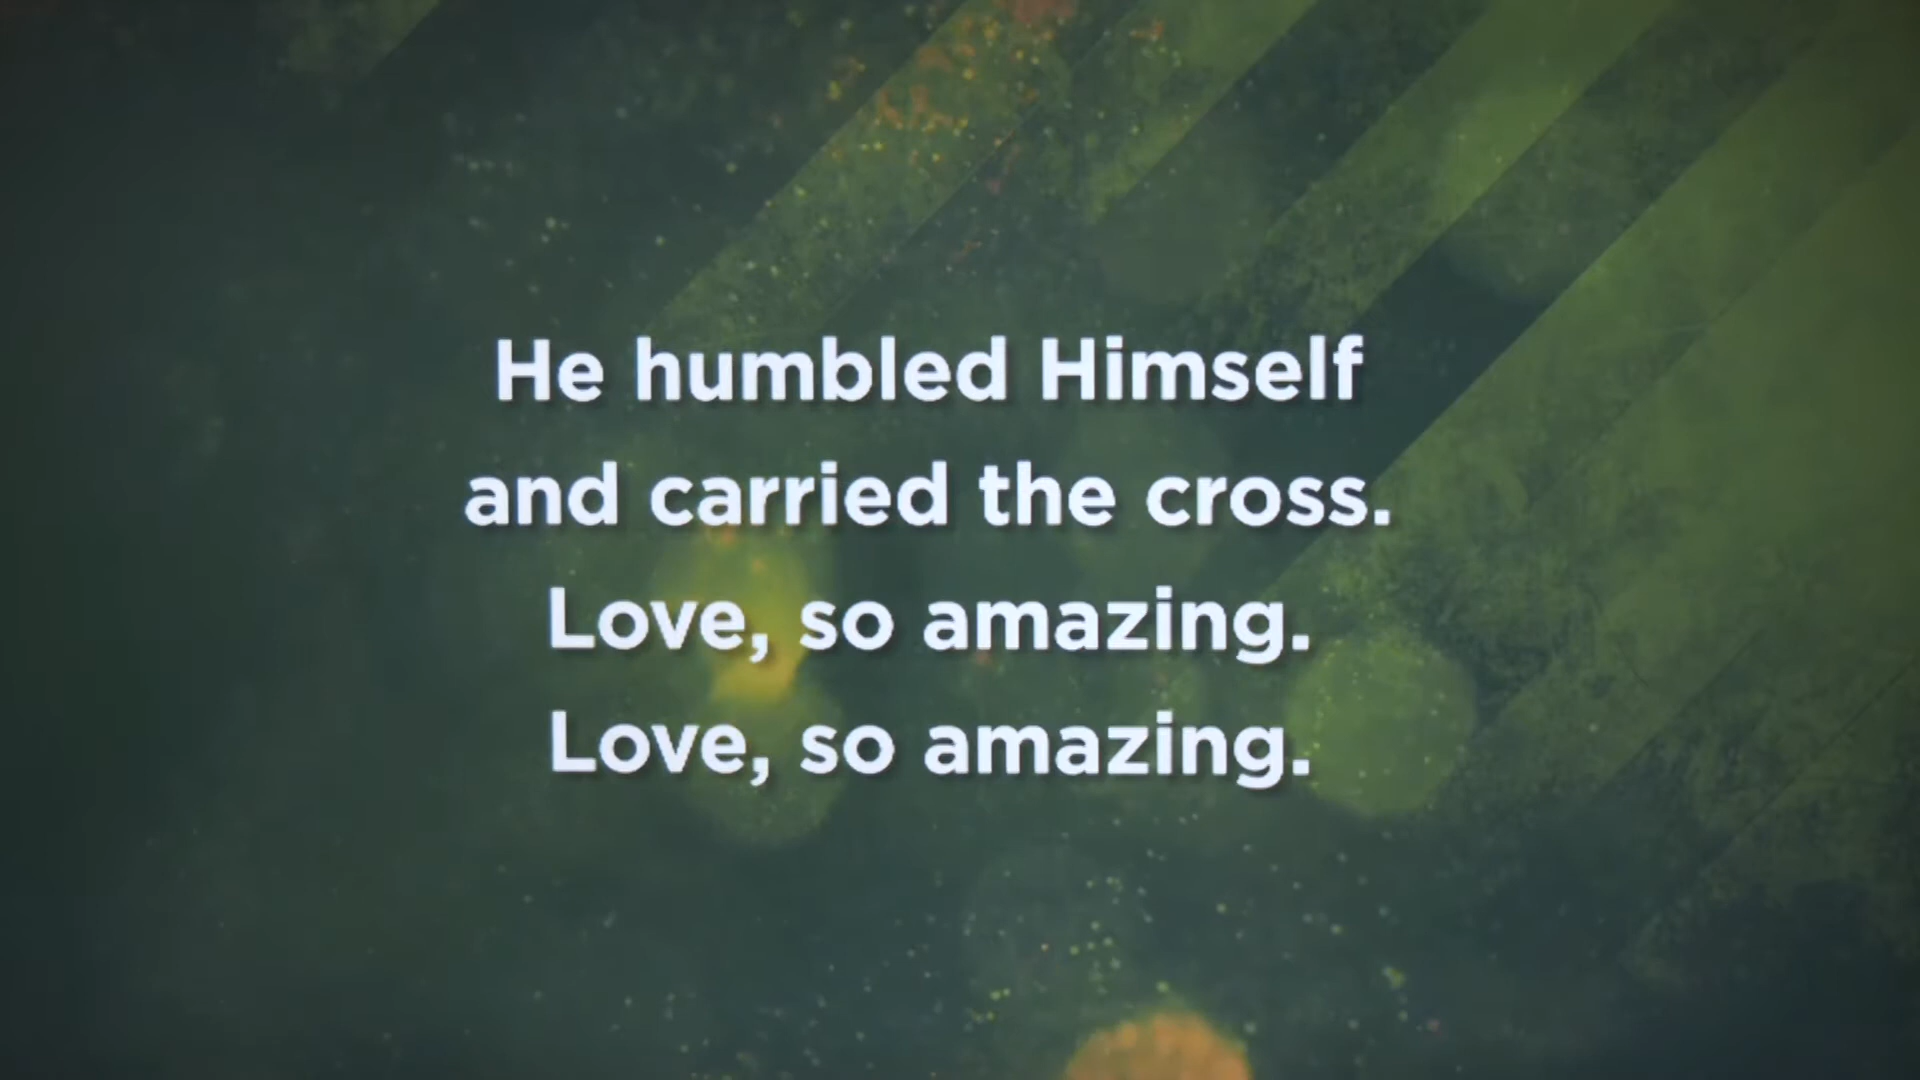 He humbled Himself
and carried the cross.
Love, so amazing.
Love, so amazing.